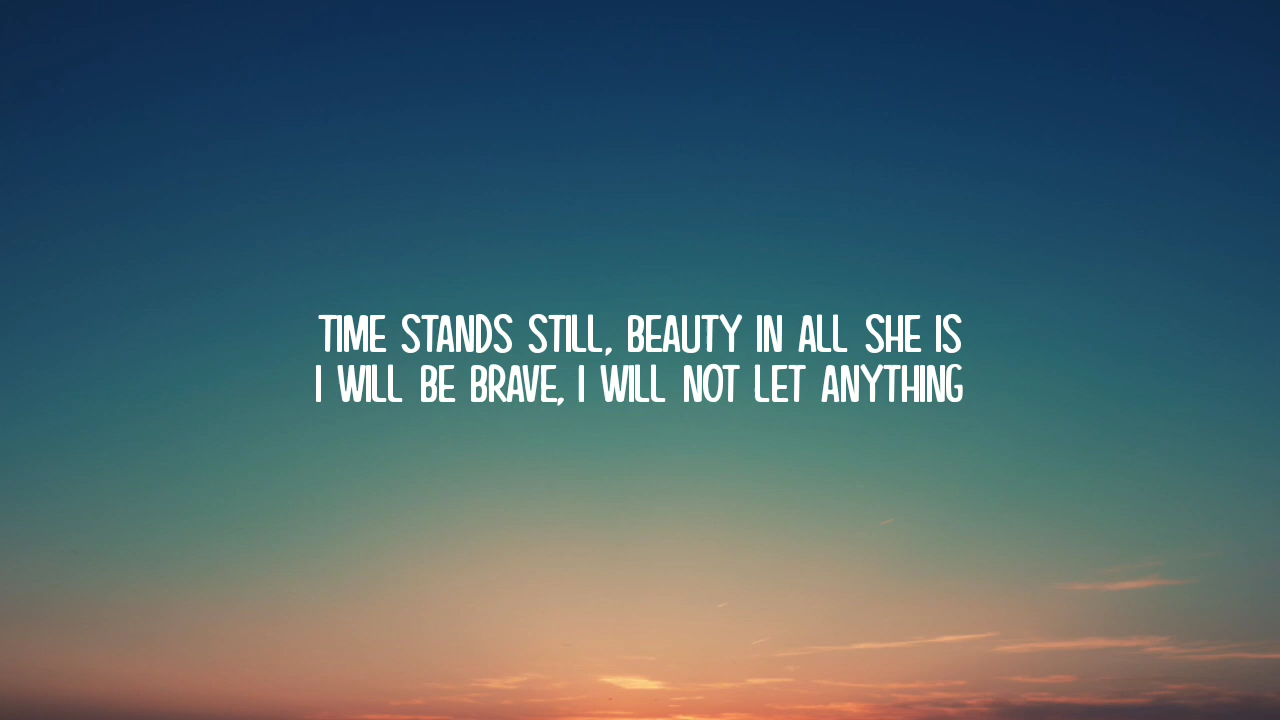 TIME STANDS STILL, BEAUTY IN ALL SHE IS
I WILL BE BRAVE, I WILL NOT LET ANYTHING